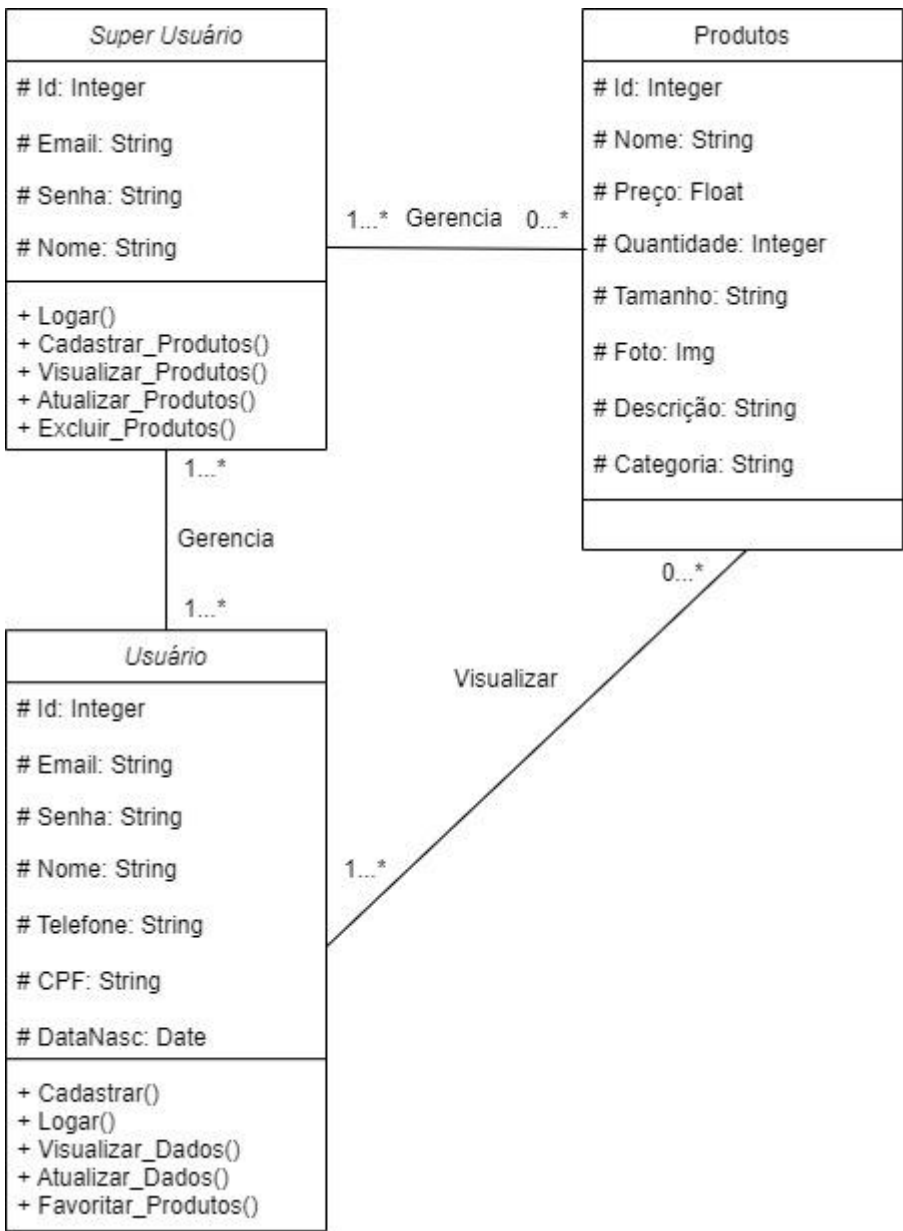 Super Usuário
# Id: Integer
# Email: String
# Senha: String
# Nome: String
+ Logar()
+ Cadastrar_Produtos()
+ Visualizar_Produtos()
+ Atualizar_Produtos()
+ Excluir_Produtos()
1...* Gerencia 0...*
Produtos
# Id: Integer
# Nome: String
# Preço: Float
# Quantidade: Integer
# Tamanho: String
# Foto: Img
# Descrição: String
# Categoria: String
1...*
Gerencia
1...*
0...*
Visualizar
1...*
Usuário
# Id: Integer
# Email: String
# Senha: String
# Nome: String
# Telefone: String
# CPF: String
# DataNasc: Date
+ Cadastrar()
+ Logar()
+ Visualizar_Dados()
+ Atualizar_Dados()
+ Favoritar_Produtos()